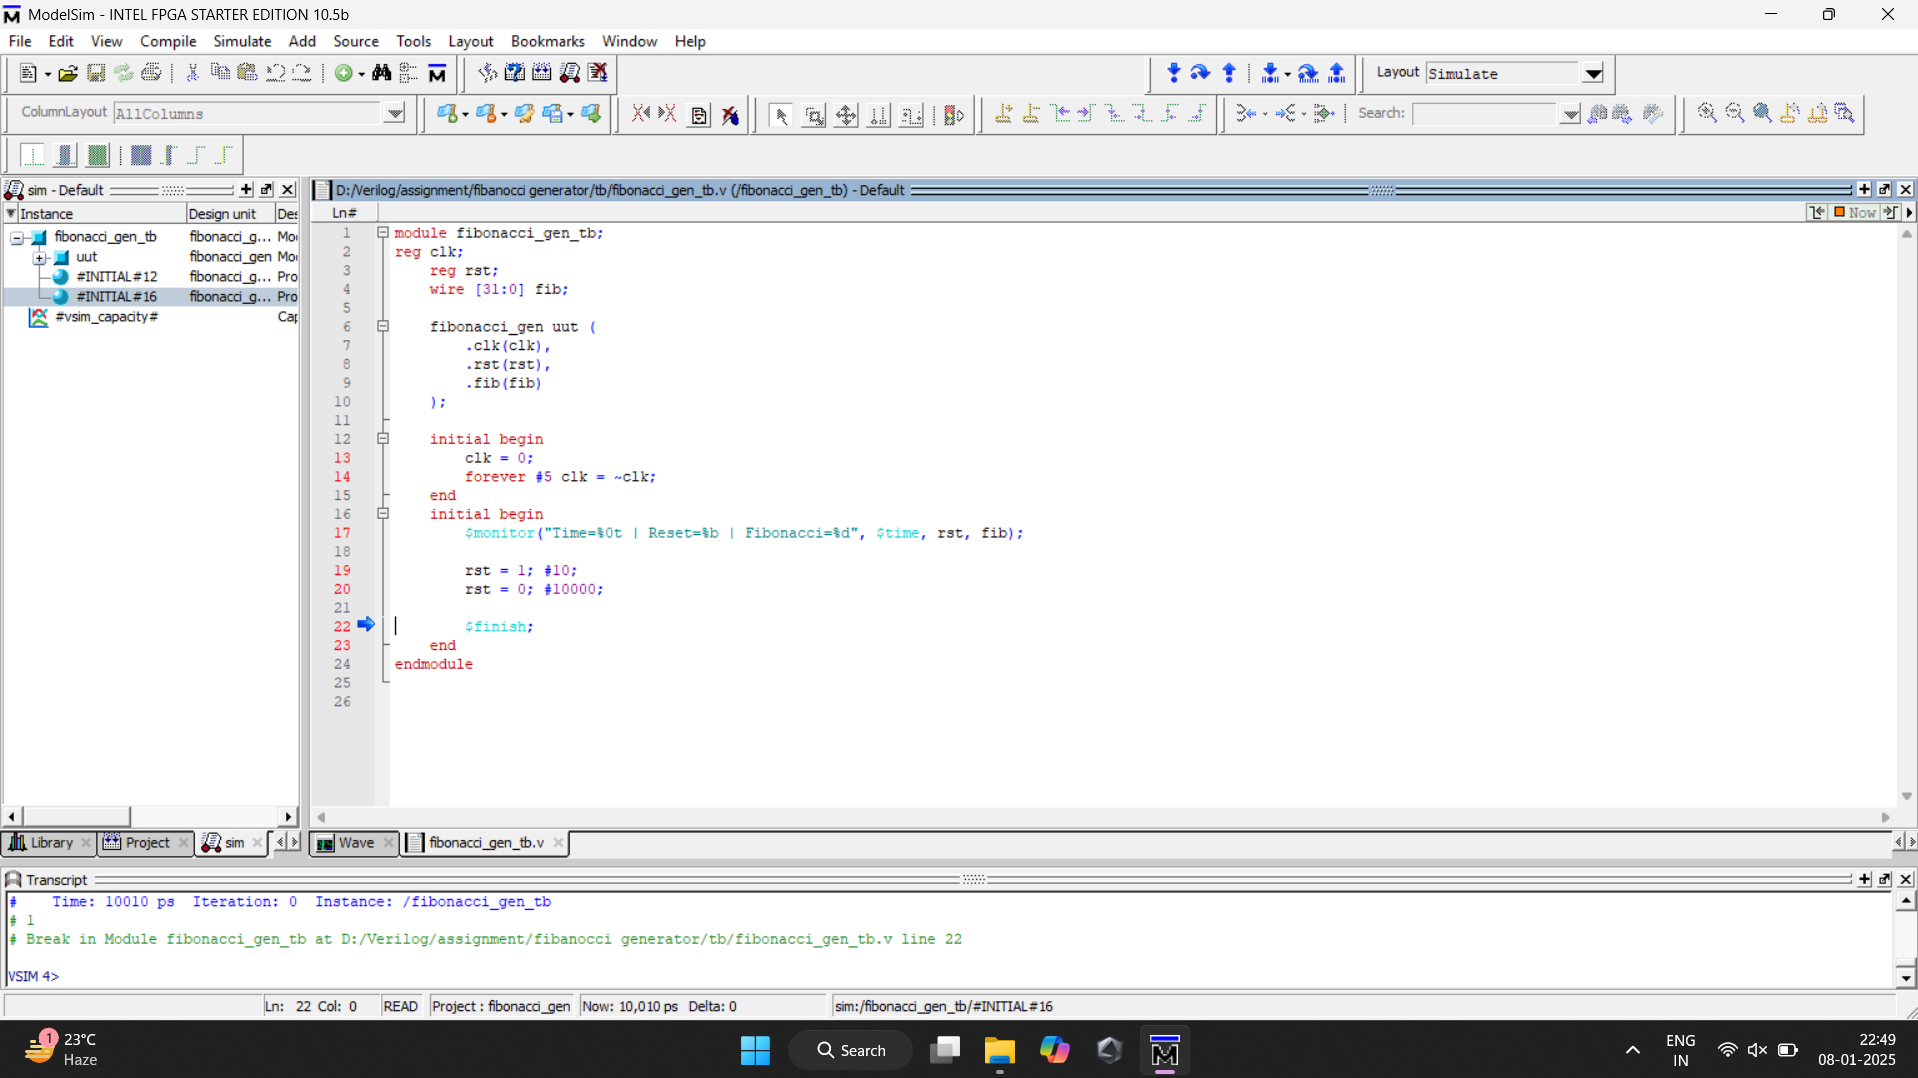 ModelSim - INTEL FPGA STARTER EDITION 10.5b
File Edit View Compile Simulate Add Source Tools Layout Bookmarks Window Help
Layout Simulate
ColumnLayout AllColumns
Search:
sim - Default
Instance Design unit Des
fibonacci_gen_tb fibonacci_g... Mo
uut fibonacci_gen Mo
#INITIAL#12 fibonacci_g... Pro
#INITIAL#16 fibonacci_g... Pro
#vsim_capacity# Cap
D:/Verilog/assignment/fibanocci generator/tb/fibonacci_gen_tb.v (/fibonacci_gen_tb) - Default
Ln# Now
1 module fibonacci_gen_tb;
2 reg clk;
3 reg rst;
4 wire [31:0] fib;
5
6 fibonacci_gen uut (
7 .clk(clk),
8 .rst(rst),
9 .fib(fib)
10 );
11
12 initial begin
13 clk = 0;
14 forever #5 clk = ~clk;
15 end
16 initial begin
17 $monitor("Time=%0t | Reset=%b | Fibonacci=%d", $time, rst, fib);
18
19 rst = 1; #10;
20 rst = 0; #10000;
21
22 $finish;
23 end
24 endmodule
25
26
Library Project sim
Wave fibonacci_gen_tb.v
Transcript
# Time: 10010 ps Iteration: 0 Instance: /fibonacci_gen_tb
# 1
# Break in Module fibonacci_gen_tb at D:/Verilog/assignment/fibanocci generator/tb/fibonacci_gen_tb.v line 22
VSIM 4>
Ln: 22 Col: 0 READ Project : fibonacci_gen Now: 10,010 ps Delta: 0 sim:/fibonacci_gen_tb/#INITIAL#16
1
23°C
Haze
Search
ENG
IN
22:49
08-01-2025